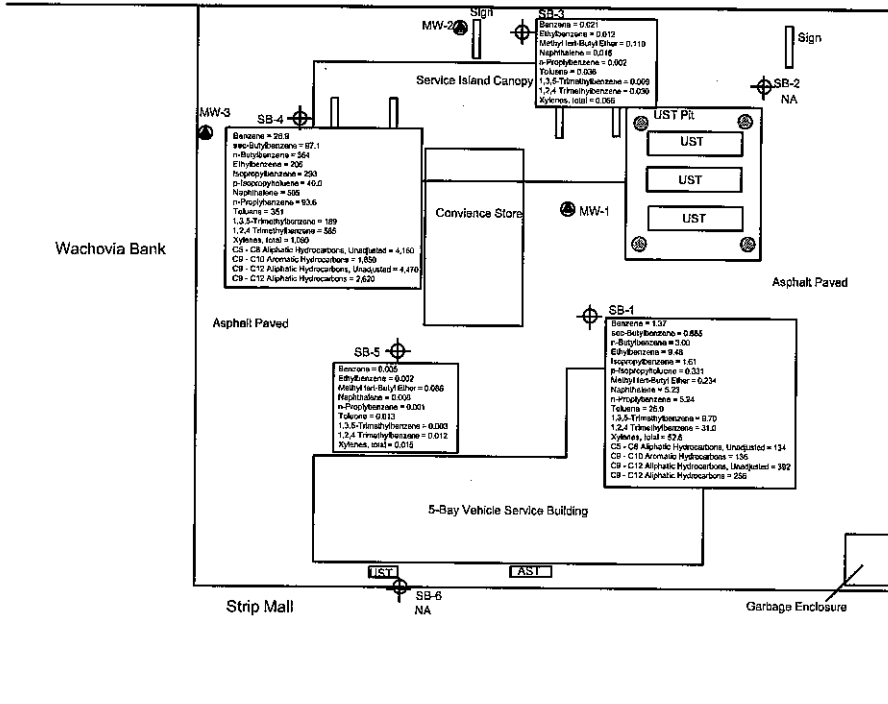 Sign
MW-2
SB-3
Benzene = 0.021
Ethylbenzene = 0.012
Methyl tert-Butyl Ether = 0.110
Naphthalene = 0.016
n-Proplybenzene = 0.002
Toluene = 0.036
1,3,5-Trimethylbenzene = 0.009
1,2,4 Trimethylbenzene = 0.030
Xylenes, total = 0.066
Sign
Service Island Canopy
SB-2
NA
MW-3
SB-4
Benzene = 26.9
sec-Butylbenzene = 87.1
n-Butylbenzene = 364
Ethylbenzene = 206
Isopropylbenzene = 293
p-Isopropyltoluene = 40.0
Naphthalene = 505
n-Proplybenzene = 93.6
Toluene = 351
1,3,5-Trimethylbenzene = 189
1,2,4 Trimethylbenzene = 585
Xylenes, total = 1,080
C5 - C8 Aliphatic Hydrocarbons, Unadjusted = 4,160
C9 - C10 Aromatic Hydrocarbons = 1,850
C9 - C12 Aliphatic Hydrocarbons, Unadjusted = 4,470
C9 - C12 Aliphatic Hydrocarbons = 2,620
UST Pit
UST
UST
UST
Convience Store
MW-1
Wachovia Bank
Asphalt Paved
Asphalt Paved
SB-1
Benzene = 1.37
sec-Butylbenzene = 0.885
n-Butylbenzene = 3.00
Ethylbenzene = 9.48
Isopropylbenzene = 1.61
p-Isopropyltoluene = 0.331
Methyl tert-Butyl Ether = 0.234
Naphthalene = 5.23
n-Proplybenzene = 5.24
Toluene = 26.9
1,3,5-Trimethylbenzene = 9.70
1,2,4 Trimethylbenzene = 31.0
Xylenes, total = 52.6
C5 - C8 Aliphatic Hydrocarbons, Unadjusted = 134
C9 - C10 Aromatic Hydrocarbons = 136
C9 - C12 Aliphatic Hydrocarbons, Unadjusted = 392
C9 - C12 Aliphatic Hydrocarbons = 256
SB-5
Benzene = 0.005
Ethylbenzene = 0.002
Methyl tert-Butyl Ether = 0.086
Naphthalene = 0.006
n-Proplybenzene = 0.001
Toluene = 0.013
1,3,5-Trimethylbenzene = 0.003
1,2,4 Trimethylbenzene = 0.012
Xylenes, total = 0.015
5-Bay Vehicle Service Building
UST
AST
SB-6
NA
Strip Mall
Garbage Enclosure